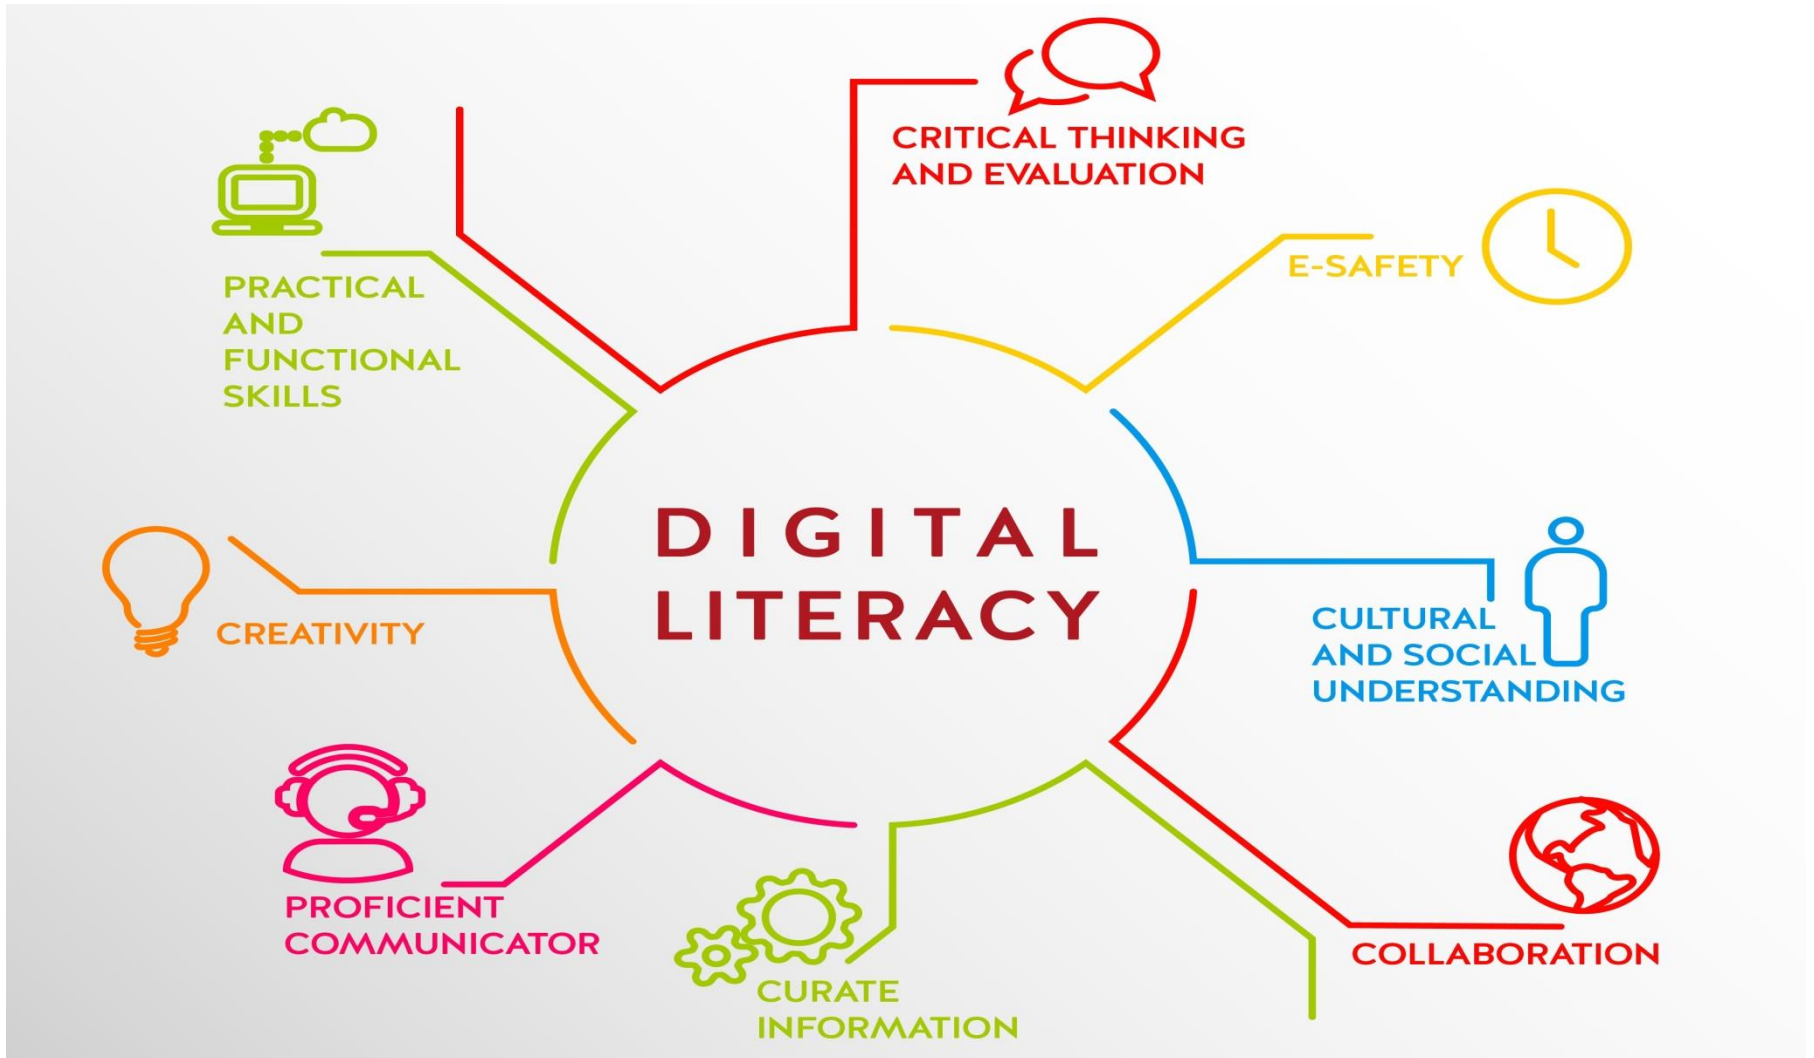 CRITICAL THINKING
AND EVALUATION
E-SAFETY
PRACTICAL
AND
FUNCTIONAL
SKILLS
DIGITAL
LITERACY
CREATIVITY
CULTURAL
AND SOCIAL
UNDERSTANDING
PROFICIENT
COMMUNICATOR
COLLABORATION
CURATE
INFORMATION